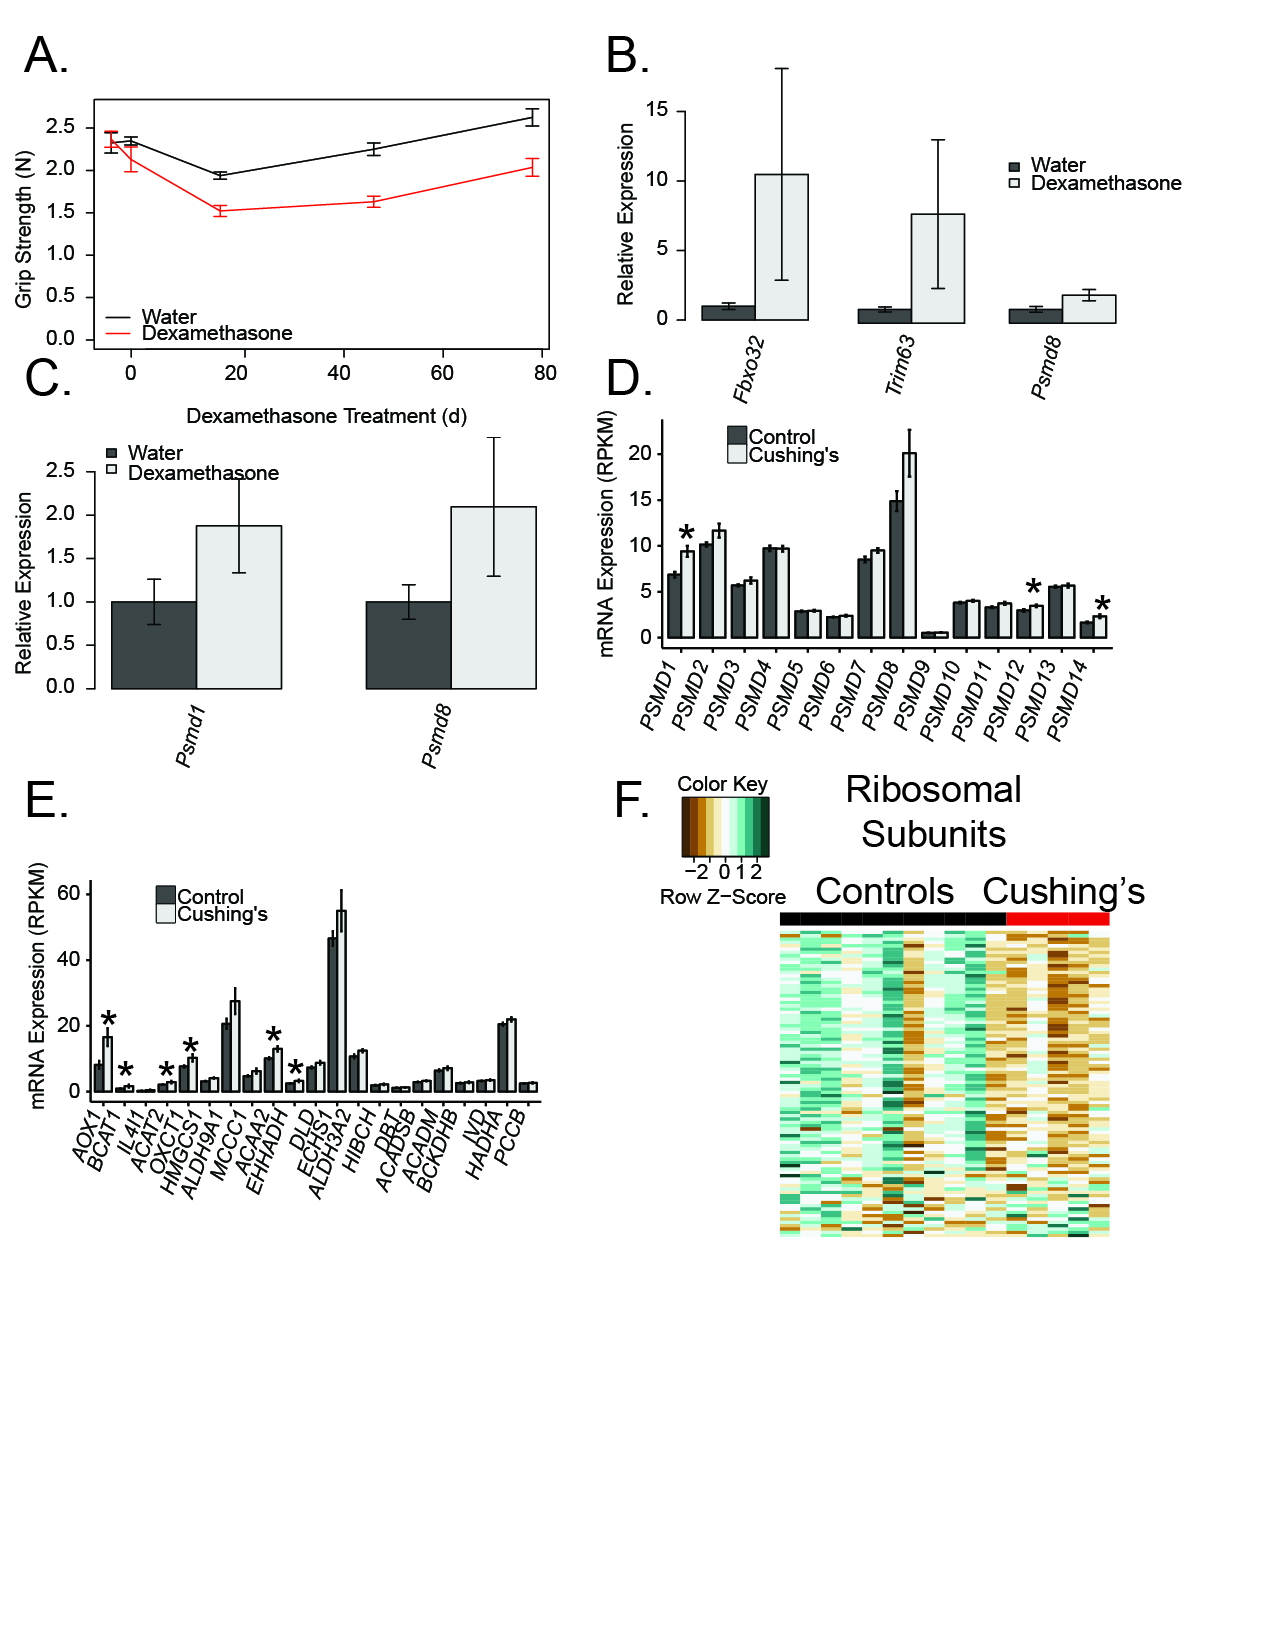 A.
Grip Strength (N)
2.5
2.0
1.5
1.0
0.5
0.0
Water
Dexamethasone
0 20 40 60 80
Dexamethasone Treatment (d)
B.
Relative Expression
15
10
5
0
Water
Dexamethasone
Fbxo32
Trim63
Psmd8
C.
Water
Dexamethasone
Relative Expression
2.5
2.0
1.5
1.0
0.5
0.0
Psmd1
Psmd8
D.
mRNA Expression (RPKM)
20
15
10
5
0
Control
Cushing's
*
*
*
PSMD1
PSMD2
PSMD3
PSMD4
PSMD5
PSMD6
PSMD7
PSMD8
PSMD9
PSMD10
PSMD11
PSMD12
PSMD13
PSMD14
E.
mRNA Expression (RPKM)
60
40
20
0
Control
Cushing's
*
*
*
*
*
*
AOX1
BCAT1
IL4I1
ACAT2
OXCT1
HMGCS1
ALDH9A1
MCCC1
ACAA2
EHHADH
DLD
ECHS1
ALDH3A2
HIBCH
DBT
ACADSB
ACADM
BCKDHB
IVD
HADHA
PCCB
F.
Color Key
−2 0 1 2
Row Z−Score
Ribosomal
Subunits
Controls Cushing’s